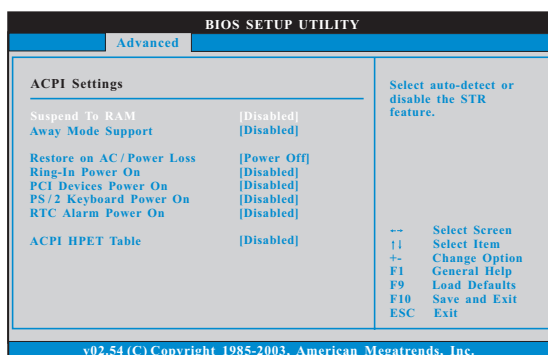 BIOS SETUP UTILITY
Advanced
ACPI Settings
Suspend To RAM [Disabled]
Away Mode Support [Disabled]
Restore on AC / Power Loss [Power Off]
Ring-In Power On [Disabled]
PCI Devices Power On [Disabled]
PS / 2 Keyboard Power On [Disabled]
RTC Alarm Power On [Disabled]
ACPI HPET Table [Disabled]
Select auto-detect or
disable the STR
feature.
←→ Select Screen
↑↓ Select Item
+- Change Option
F1 General Help
F9 Load Defaults
F10 Save and Exit
ESC Exit
v02.54 (C) Copyright 1985-2003, American Megatrends, Inc.